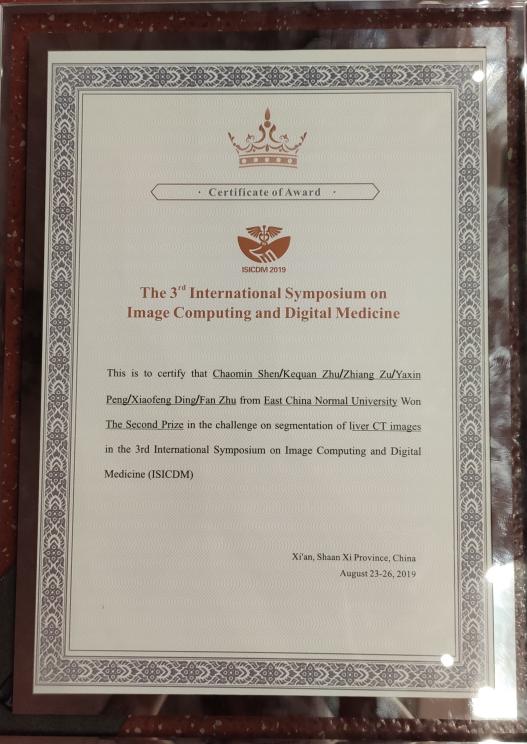 · Certificate of Award ·
ISICDM 2019
The 3rd International Symposium on
Image Computing and Digital Medicine
This is to certify that Chaomin Shen/Kequan Zhu/Zhiang Zu/Yaxin
Peng/Xiaofeng Ding/Fan Zhu from East China Normal University Won
The Second Prize in the challenge on segmentation of liver CT images
in the 3rd International Symposium on Image Computing and Digital
Medicine (ISICDM)
Xi'an, Shaan Xi Province, China
August 23-26, 2019